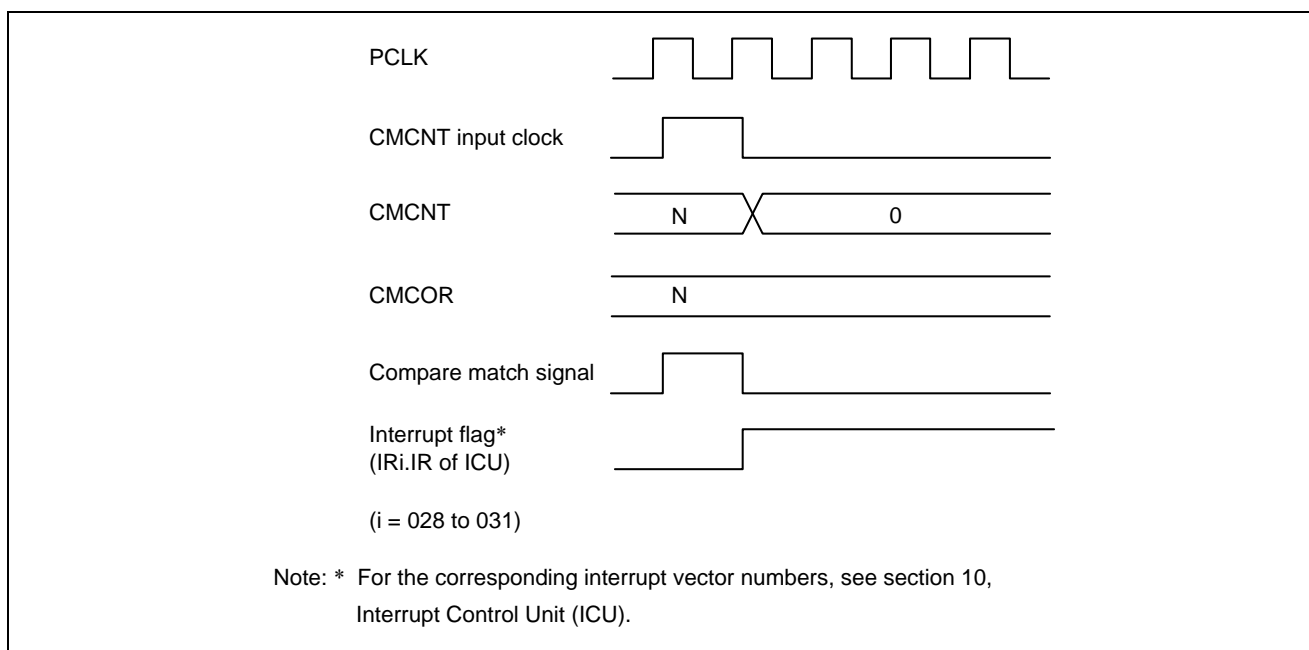 PCLK
CMCNT input clock
CMCNT
N
0
CMCOR
N
Compare match signal
Interrupt flag*
(IRi.IR of ICU)
(i = 028 to 031)
Note: * For the corresponding interrupt vector numbers, see section 10,
Interrupt Control Unit (ICU).